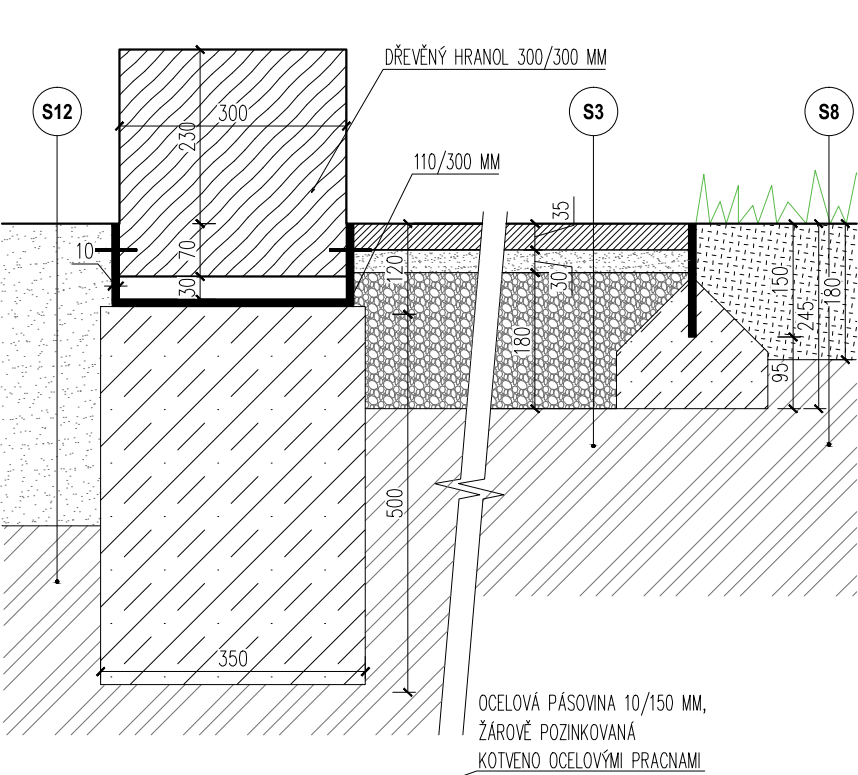 DŘEVĚNÝ HRANOL 300/300 MM
S12
300
230
S3
S8
110/300 MM
35
10
70
30
120
30
180
150
245
180
95
500
350
OCELOVÁ PÁSOVINA 10/150 MM,
ŽÁROVĚ POZINKOVANÁ
KOTVENO OCELOVÝMI PRACNAMI